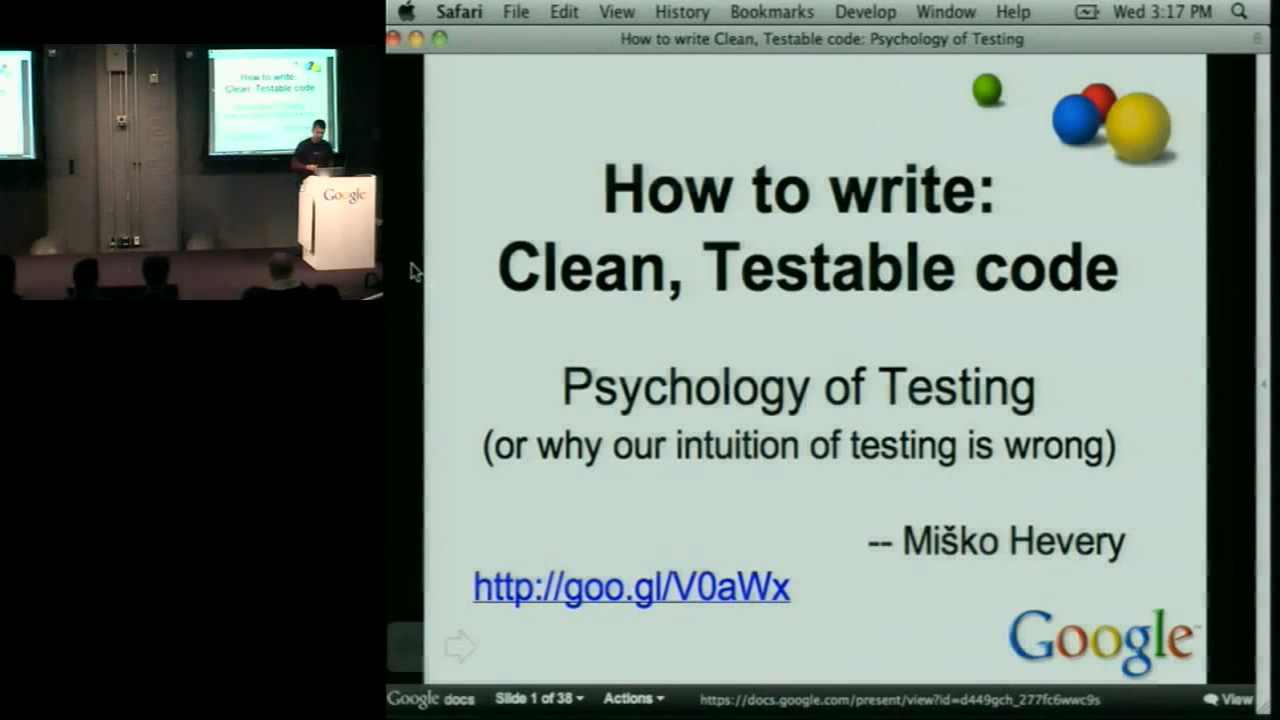 Safari File Edit View History Bookmarks Develop Window Help Wed 3:17 PM
How to write Clean, Testable code: Psychology of Testing
How to write:
Clean, Testable code
Psychology of Testing
(or why our intuition of testing is wrong)
-- Miško Hevery
http://goo.gl/V0aWx
Google
Google docs Slide 1 of 38 Actions https://docs.google.com/present/view?id=d449gch_277fc6wwc9s View
How to write:
Clean, Testable code
Google